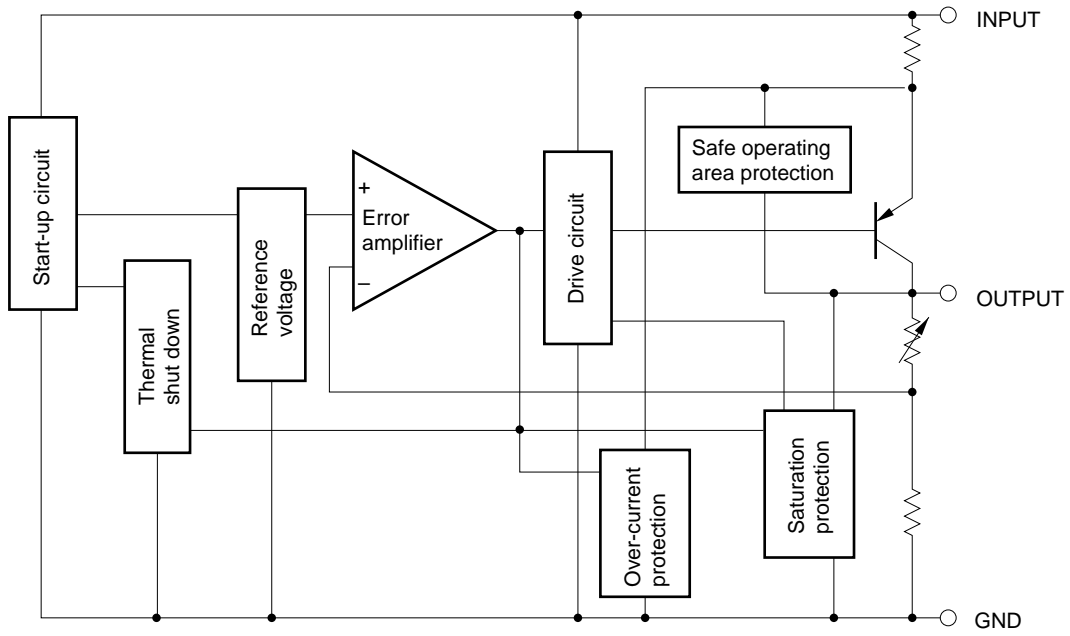 INPUT
Safe operating
area protection
Start-up circuit
+
Error
amplifier
−
Drive circuit
Reference
voltage
Thermal
shut down
OUTPUT
Saturation
protection
Over-current
protection
GND